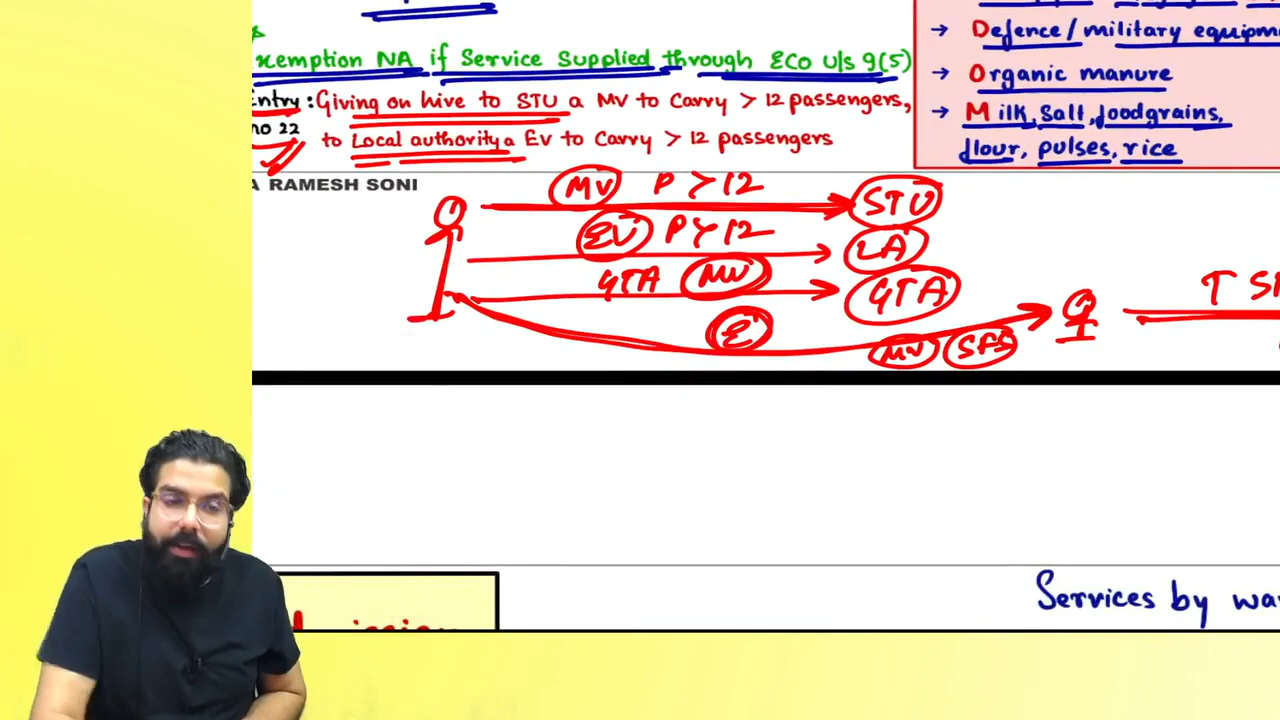 xemption NA if Service Supplied through ECO u/s 9(5)
Entry : Giving on hire to STU a MV to Carry > 12 passengers,
no 22
to Local authority a EV to Carry > 12 passengers
→ Defence/military equipm
→ Organic manure
→ Milk, Salt, foodgrains,
flour, pulses, rice
A RAMESH SONI
MV P > 12 STU
EV P > 12 LA
GTA MV GTA
E
MV SFS
T
Services by wa